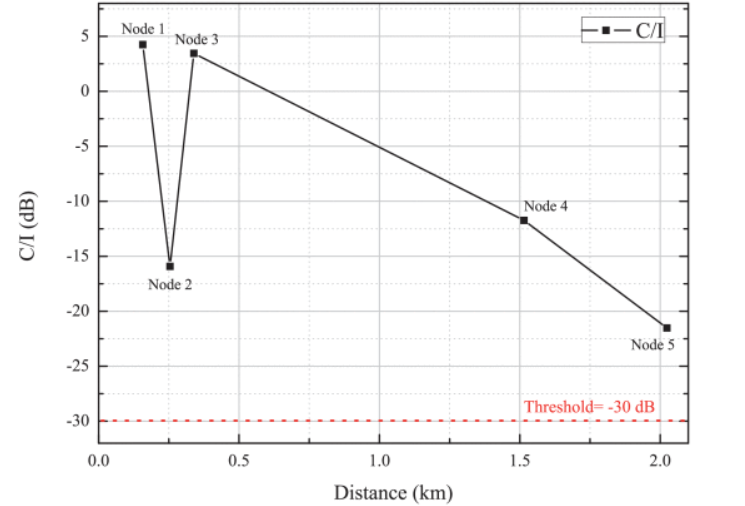 Node 1
Node 3
C/I
5
0
-5
-10
Node 4
C/I (dB)
-15
Node 2
-20
Node 5
-25
Threshold= -30 dB
-30
0.0 0.5 1.0 1.5 2.0
Distance (km)